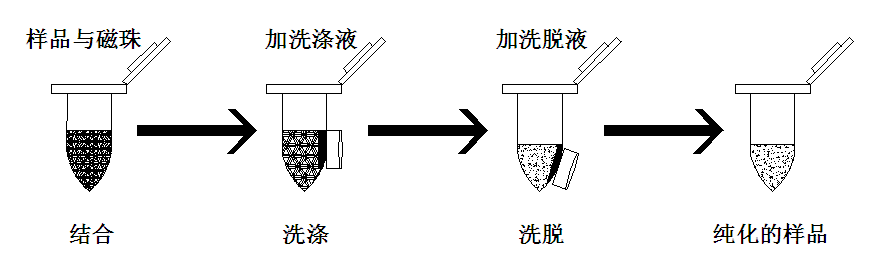 样品与磁珠
加洗涤液
加洗脱液
结合
洗涤
洗脱
纯化的样品